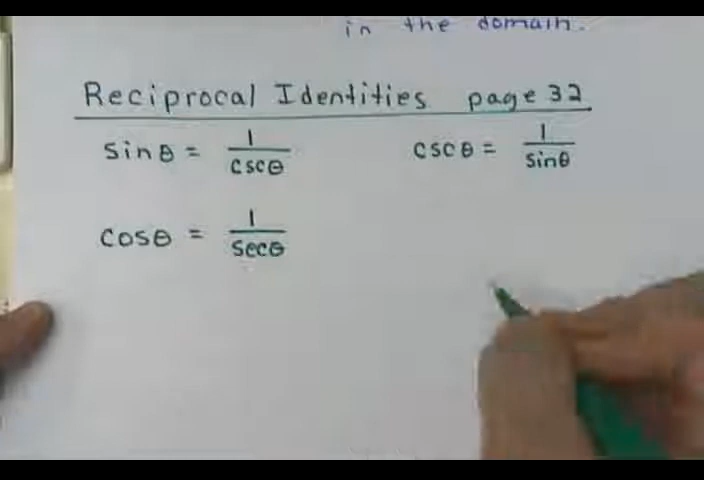 in the domain.
Reciprocal Identities page 32
sinθ = 1/cscθ cscθ = 1/sinθ
cosθ = 1/secθ